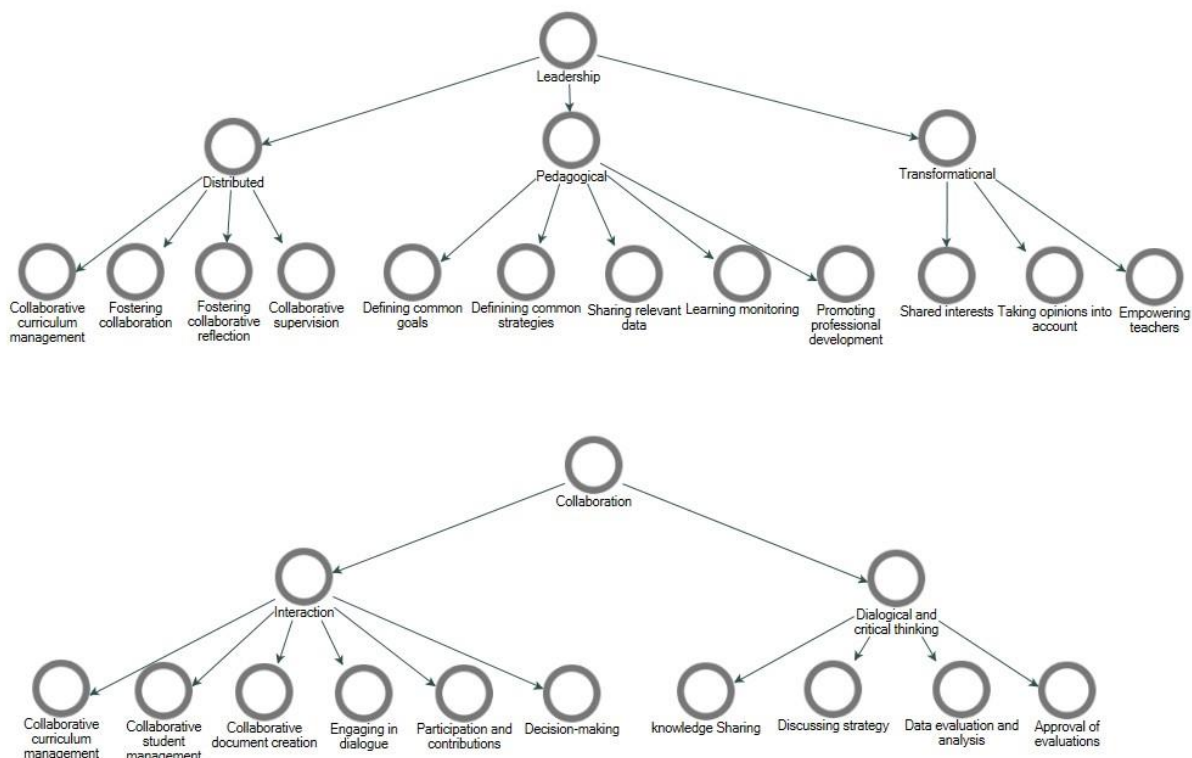 Leadership
Distributed
Pedagogical
Transformational
Collaborative
curriculum
management
Fostering
collaboration
Fostering
collaborative
reflection
Collaborative
supervision
Defining common
goals
Definining common
strategies
Sharing relevant
data
Learning monitoring
Promoting
professional
development
Shared interests
Taking opinions into
account
Empowering
teachers
Collaboration
Interaction
Dialogical and
critical thinking
Collaborative
curriculum
management
Collaborative
student
management
Collaborative
document creation
Engaging in
dialogue
Participation and
contributions
Decision-making
knowledge Sharing
Discussing strategy
Data evaluation and
analysis
Approval of
evaluations